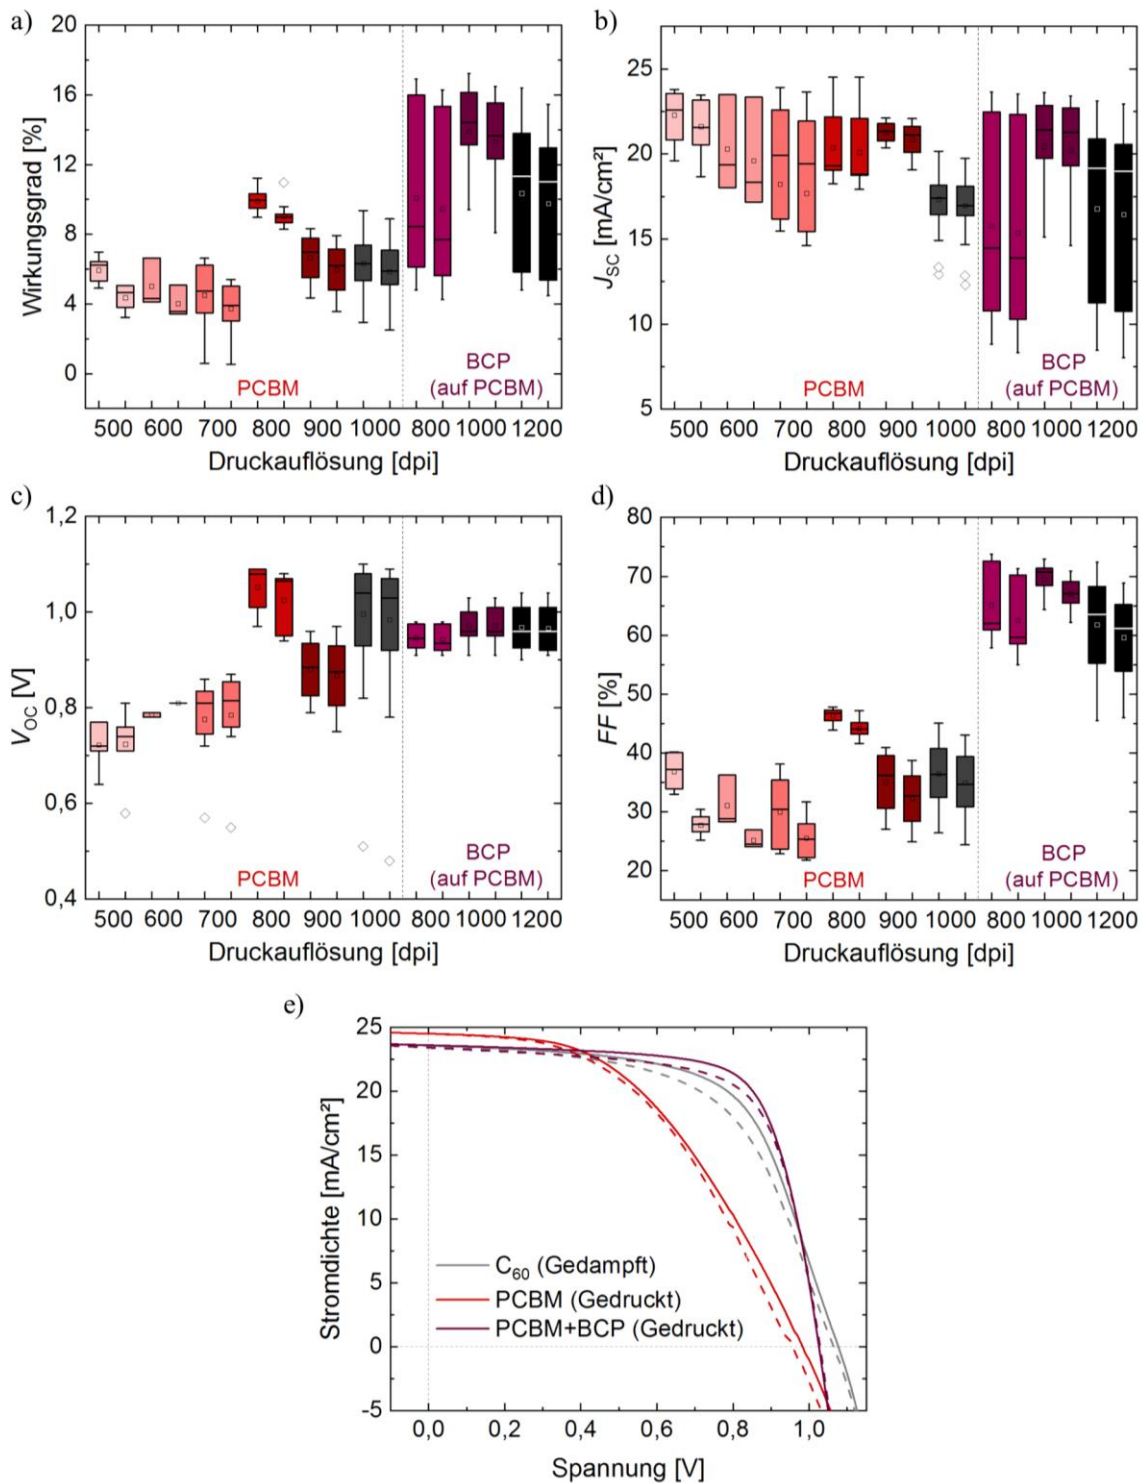 a)
20
16
12
8
4
0
Wirkungsgrad [%]
PCBM
BCP
(auf PCBM)
500 600 700 800 900 1000 800 1000 1200
Druckauflösung [dpi]
b)
25
20
15
10
5
JSC [mA/cm²]
PCBM
BCP
(auf PCBM)
500 600 700 800 900 1000 800 1000 1200
Druckauflösung [dpi]
c)
1,2
1,0
0,8
0,6
0,4
VOC [V]
PCBM
BCP
(auf PCBM)
500 600 700 800 900 1000 800 1000 1200
Druckauflösung [dpi]
d)
80
70
60
50
40
30
20
FF [%]
PCBM
BCP
(auf PCBM)
500 600 700 800 900 1000 800 1000 1200
Druckauflösung [dpi]
e)
25
20
15
10
5
0
-5
Stromdichte [mA/cm²]
C60 (Gedampft)
PCBM (Gedruckt)
PCBM+BCP (Gedruckt)
0,0 0,2 0,4 0,6 0,8 1,0
Spannung [V]